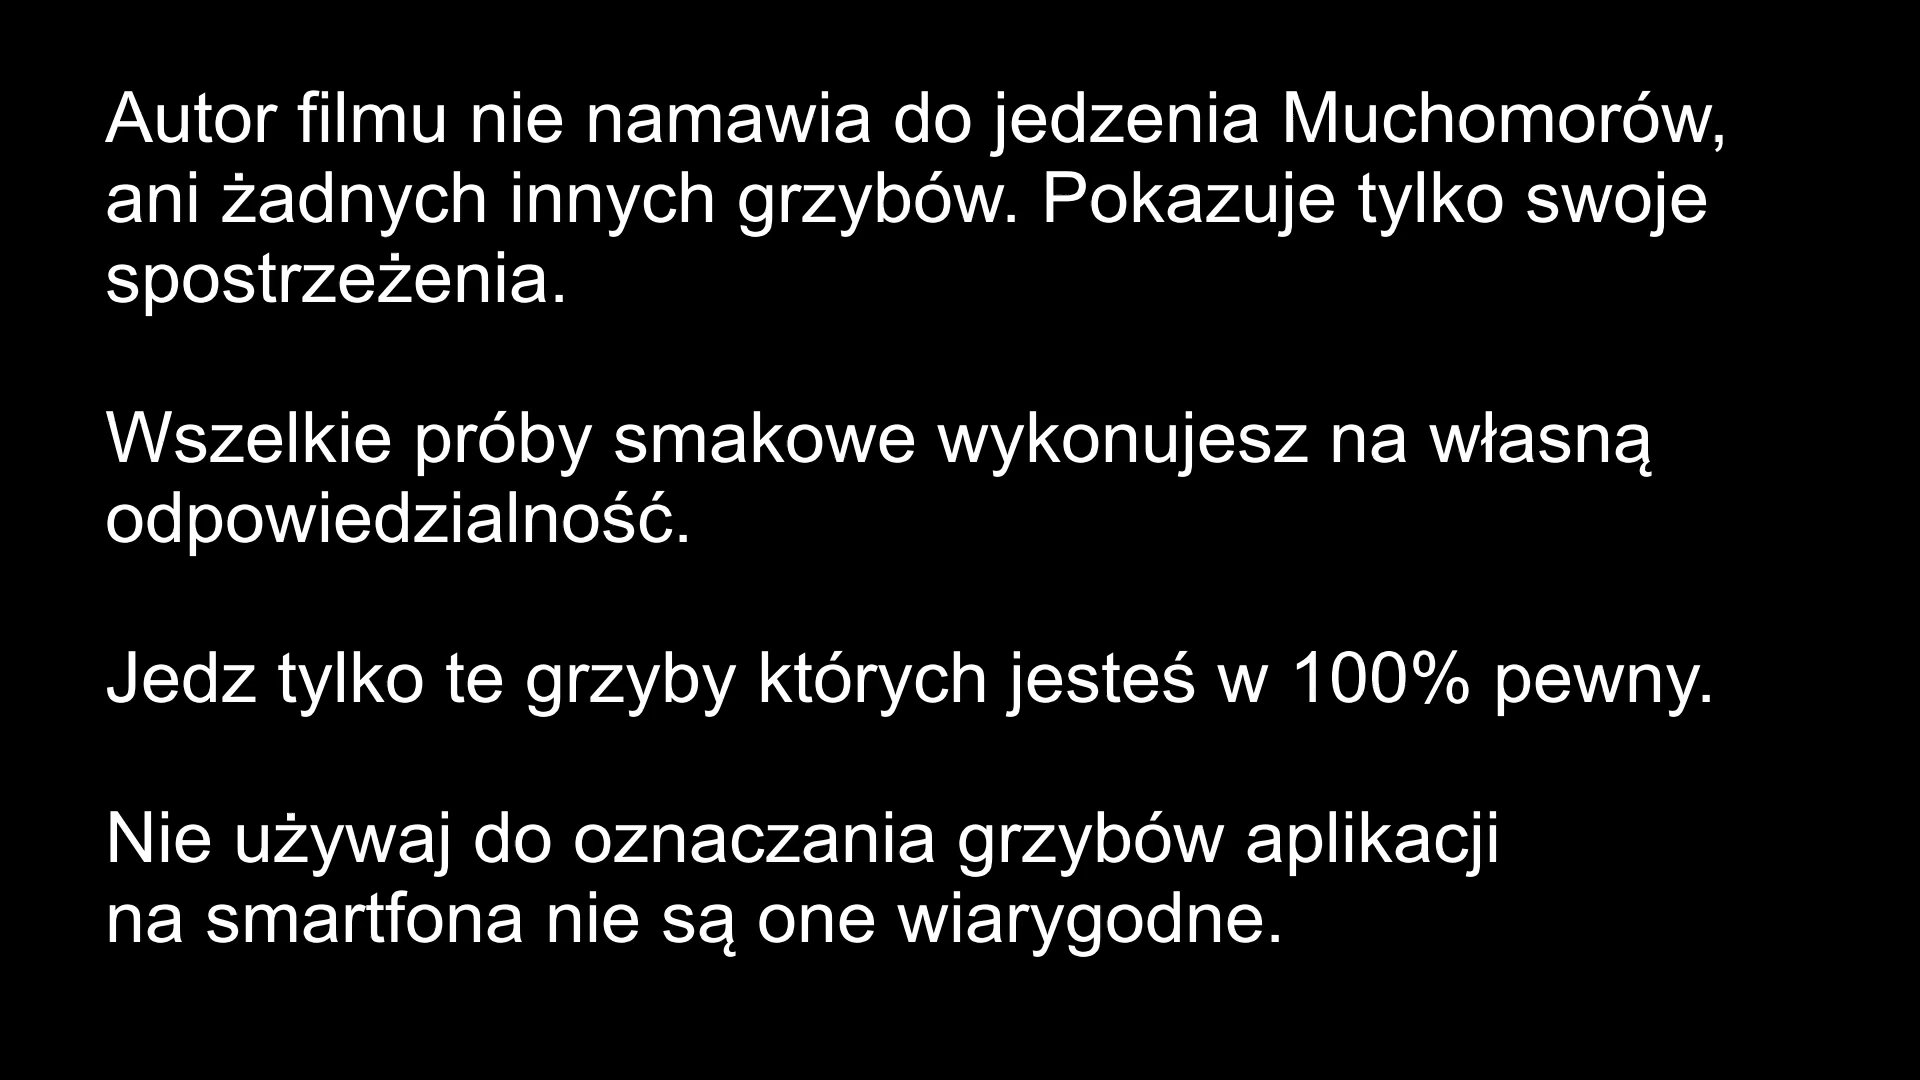 Autor filmu nie namawia do jedzenia Muchomorów,
ani żadnych innych grzybów. Pokazuje tylko swoje
spostrzeżenia.
Wszelkie próby smakowe wykonujesz na własną
odpowiedzialność.
Jedz tylko te grzyby których jesteś w 100% pewny.
Nie używaj do oznaczania grzybów aplikacji
na smartfona nie są one wiarygodne.